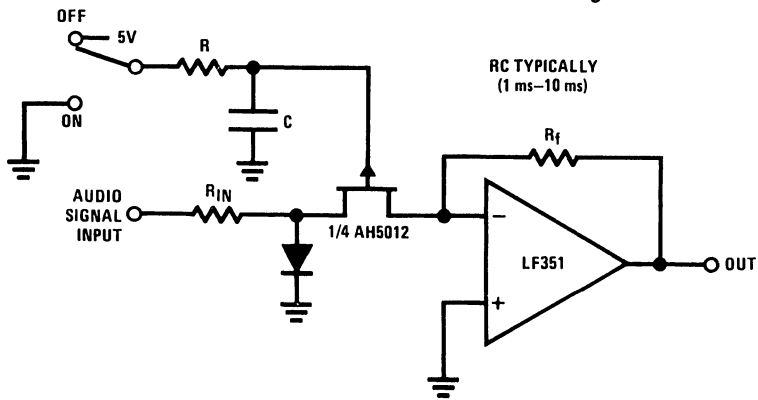 OFF
5V
R
RC TYPICALLY
(1 ms–10 ms)
ON
C
Rf
AUDIO
SIGNAL
INPUT
RIN
1/4 AH5012
−
LF351
OUT
+